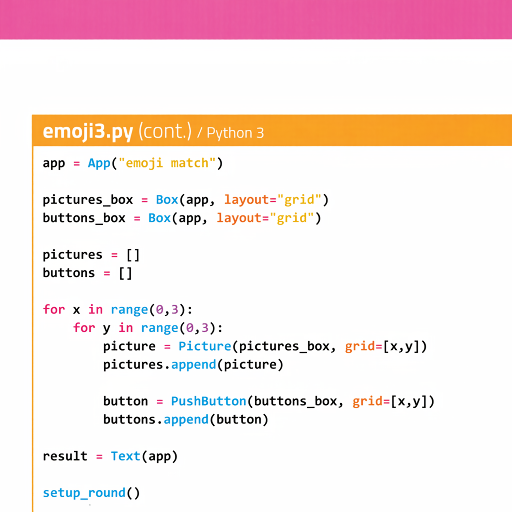 emoji3.py (cont.) / Python 3
app = App("emoji match")
pictures_box = Box(app, layout="grid")
buttons_box = Box(app, layout="grid")
pictures = []
buttons = []
for x in range(0,3):
    for y in range(0,3):
        picture = Picture(pictures_box, grid=[x,y])
        pictures.append(picture)
        button = PushButton(buttons_box, grid=[x,y])
        buttons.append(button)
result = Text(app)
setup_round()